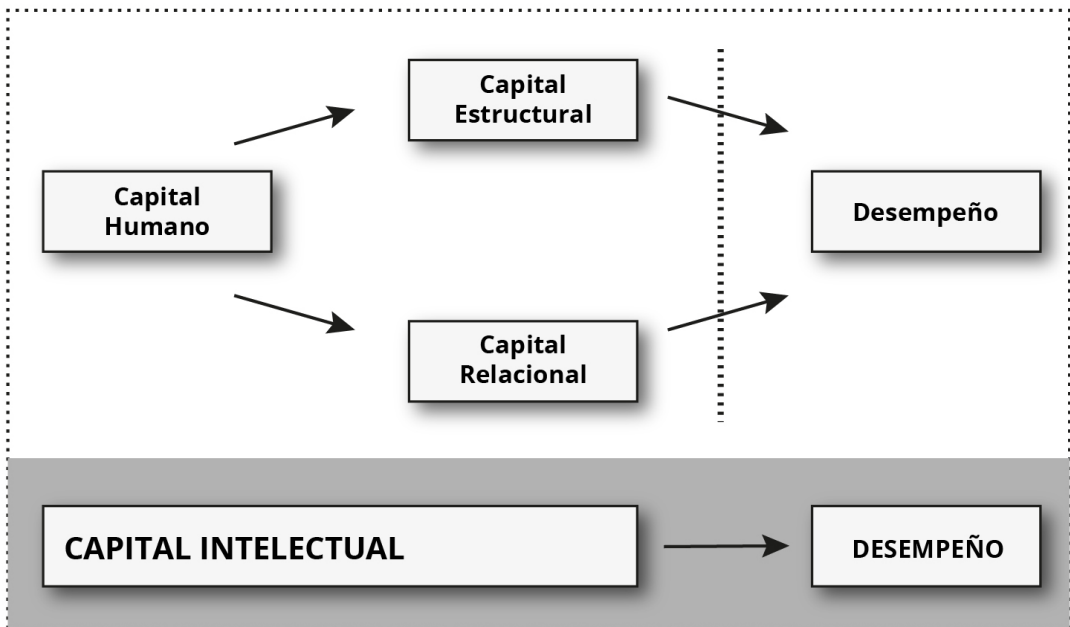 Capital
Estructural
Capital
Humano
Desempeño
Capital
Relacional
CAPITAL INTELECTUAL
DESEMPEÑO